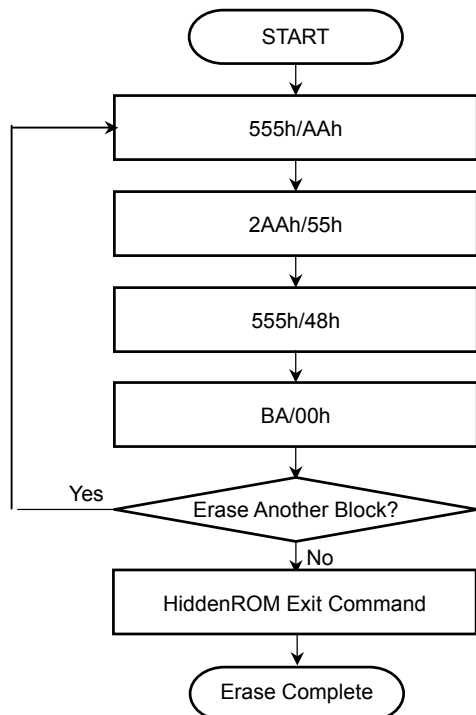 START
555h/AAh
2AAh/55h
555h/48h
BA/00h
Yes
Erase Another Block?
No
HiddenROM Exit Command
Erase Complete